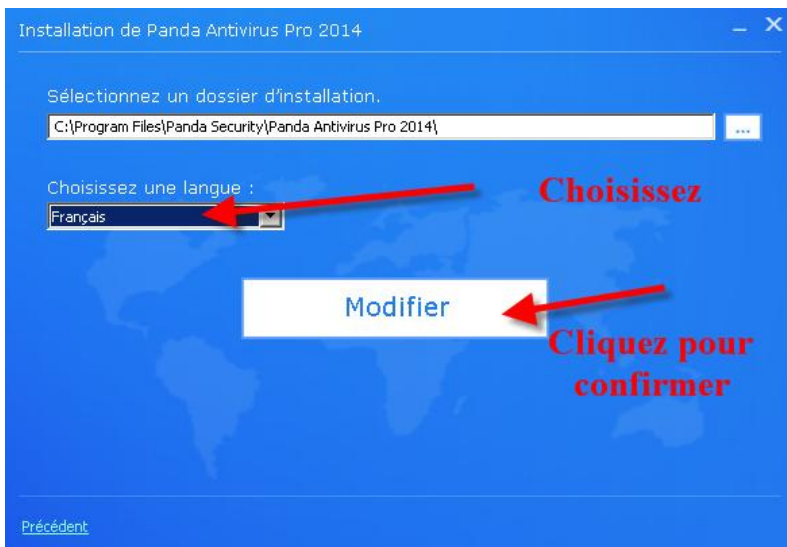 Installation de Panda Antivirus Pro 2014
Sélectionnez un dossier d'installation.
C:\Program Files\Panda Security\Panda Antivirus Pro 2014\
...
Choisissez une langue :
Choisissez
Français
Modifier
Cliquez pour
confirmer
Précédent